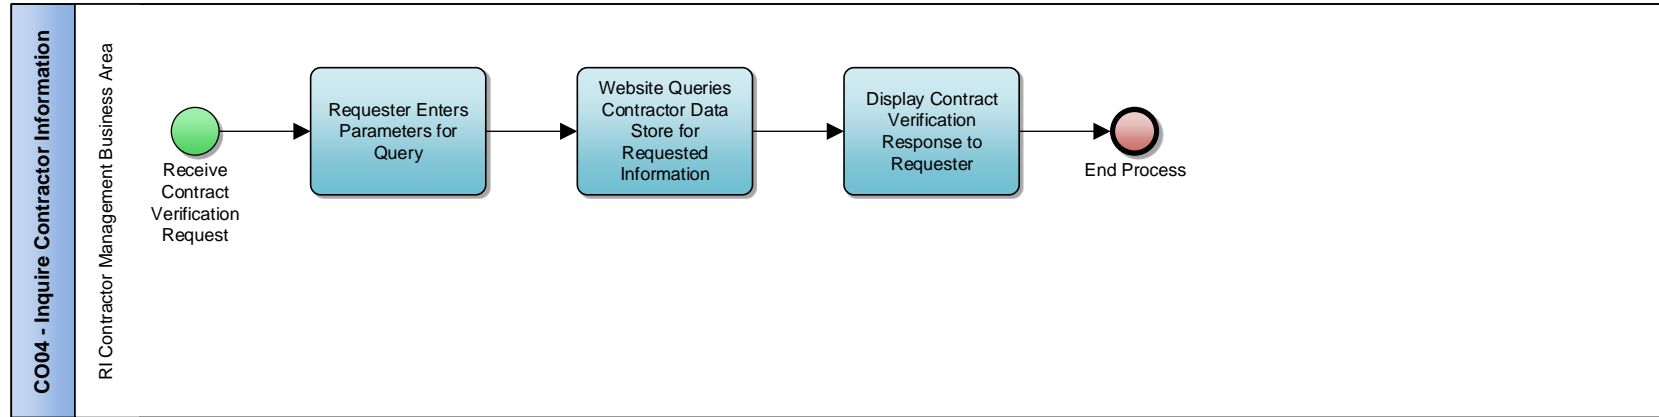 CO04 - Inquire Contractor Information
RI Contractor Management Business Area
Receive
Contract
Verification
Request
Requester Enters
Parameters for
Query
Website Queries
Contractor Data
Store for
Requested
Information
Display Contract
Verification
Response to
Requester
End Process